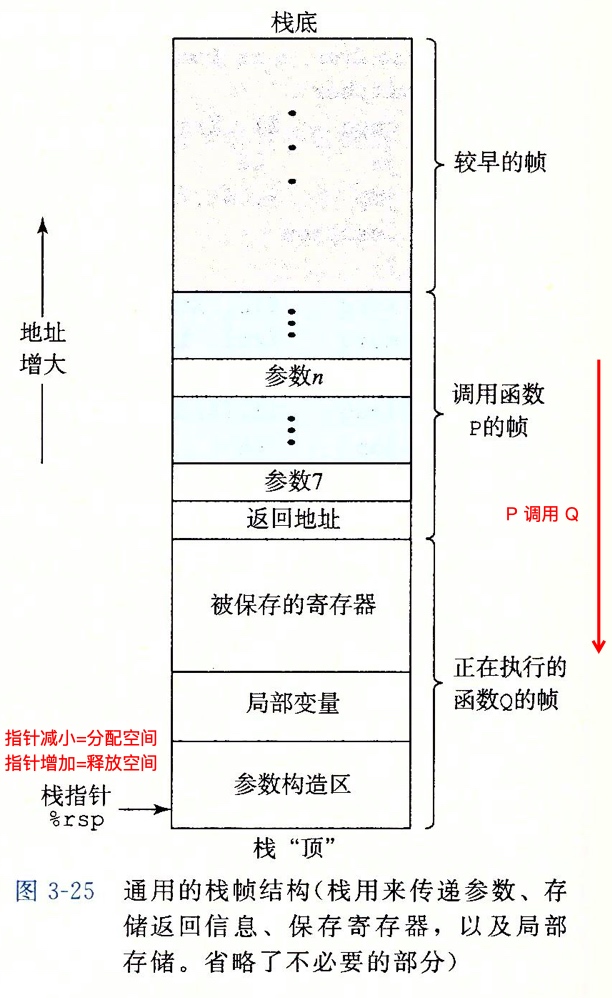 栈底
较早的帧
地址
增大
参数n
调用函数
P的帧
参数7
返回地址
P 调用 Q
被保存的寄存器
正在执行的
函数Q的帧
局部变量
指针减小=分配空间
指针增加=释放空间
参数构造区
栈指针
%rsp
栈“顶”
图 3-25 通用的栈帧结构(栈用来传递参数、存
储返回信息、保存寄存器，以及局部
存储。省略了不必要的部分)